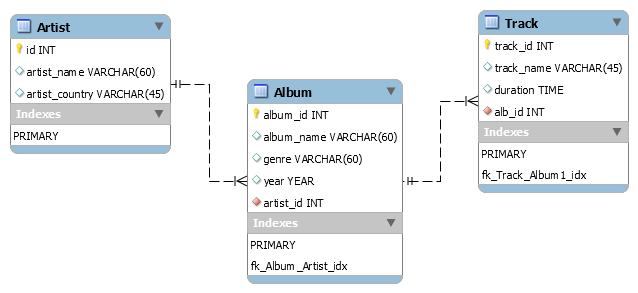 Artist
id INT
artist_name VARCHAR(60)
artist_country VARCHAR(45)
Indexes
PRIMARY
Album
album_id INT
album_name VARCHAR(60)
genre VARCHAR(60)
year YEAR
artist_id INT
Indexes
PRIMARY
fk_Album_Artist_idx
Track
track_id INT
track_name VARCHAR(45)
duration TIME
alb_id INT
Indexes
PRIMARY
fk_Track_Album1_idx